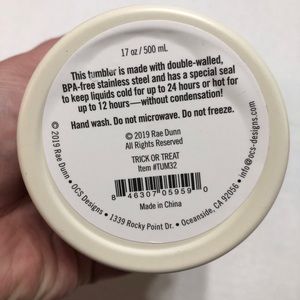 17 oz / 500 mL
This tumblur is made with double-walled,
BPA-free stainless steel and has a special seal
to keep liquids cold for up to 24 hours or hot for
up to 12 hours—without condensation!
Hand wash. Do not microwave. Do not freeze.
©2019 Rae Dunn
All Rights Reserved
TRICK OR TREAT
Item #TUM32
8 46307 05959 0
Made in China
© 2019 Rae Dunn • OCS Designs • 1339 Rocky Point Dr. • Oceanside, CA 92056 • info@ocs-designs.com